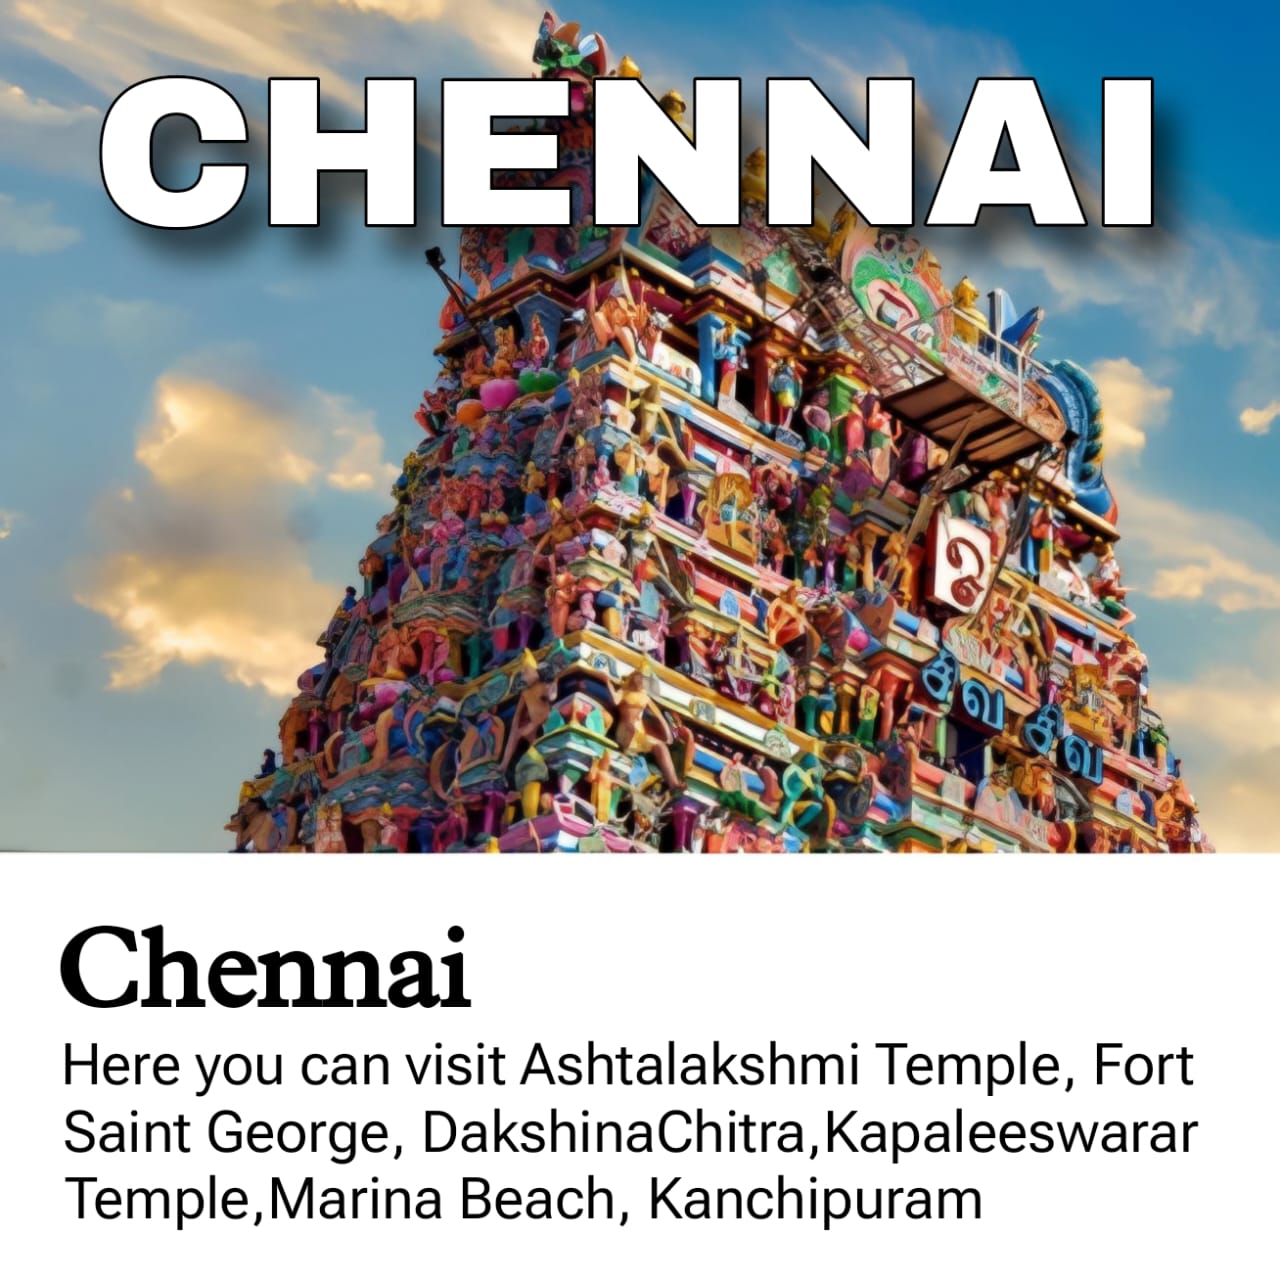 CHENNAI
ஓ
சிவ சிவ
Chennai
Here you can visit Ashtalakshmi Temple, Fort
Saint George, DakshinaChitra,Kapaleeswarar
Temple,Marina Beach, Kanchipuram